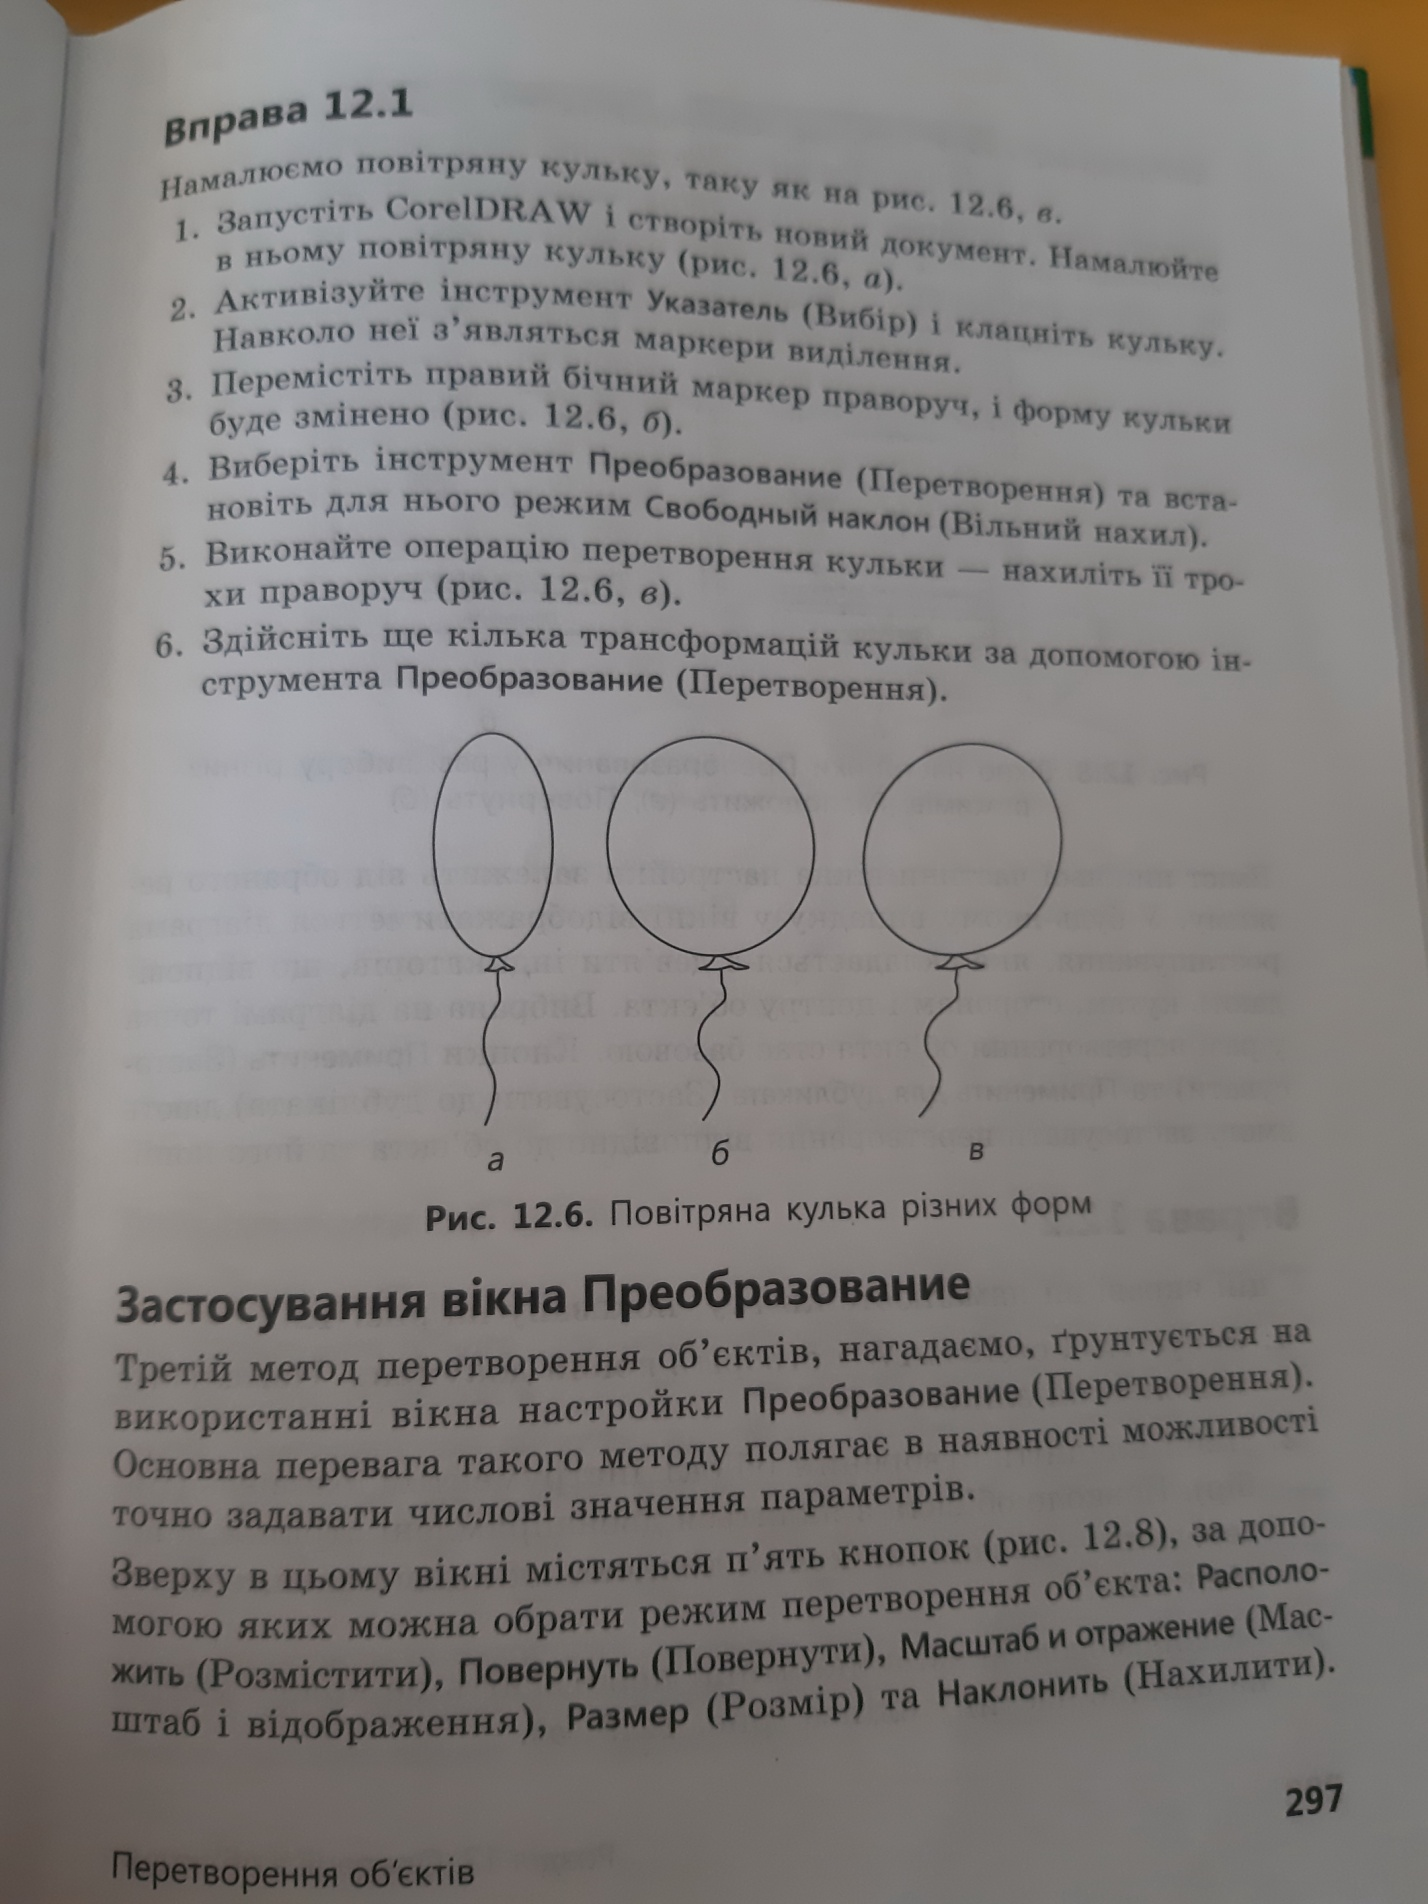 Вправа 12.1
Намалюємо повітряну кульку, таку як на рис. 12.6, в.
1. Запустіть CorelDRAW і створіть новий документ. Намалюйте
в ньому повітряну кульку (рис. 12.6, а).
2. Активізуйте інструмент Указатель (Вибір) і клацніть кульку.
Навколо неї з’являться маркери виділення.
3. Перемістіть правий бічний маркер праворуч, і форму кульки
буде змінено (рис. 12.6, б).
4. Виберіть інструмент Преобразование (Перетворення) та вста-
новіть для нього режим Свободный наклон (Вільний нахил).
5. Виконайте операцію перетворення кульки — нахиліть її тро-
хи праворуч (рис. 12.6, в).
6. Здійсніть ще кілька трансформацій кульки за допомогою ін-
струмента Преобразование (Перетворення).
а б в
Рис. 12.6. Повітряна кулька різних форм
Застосування вікна Преобразование
Третій метод перетворення об’єктів, нагадаємо, ґрунтується на
використанні вікна настройки Преобразование (Перетворення).
Основна перевага такого методу полягає в наявності можливості
точно задавати числові значення параметрів.
Зверху в цьому вікні містяться п’ять кнопок (рис. 12.8), за допо-
могою яких можна обрати режим перетворення об’єкта: Располо-
жить (Розмістити), Повернуть (Повернути), Масштаб и отражение (Мас-
штаб і відображення), Размер (Розмір) та Наклонить (Нахилити).
297
Перетворення об’єктів